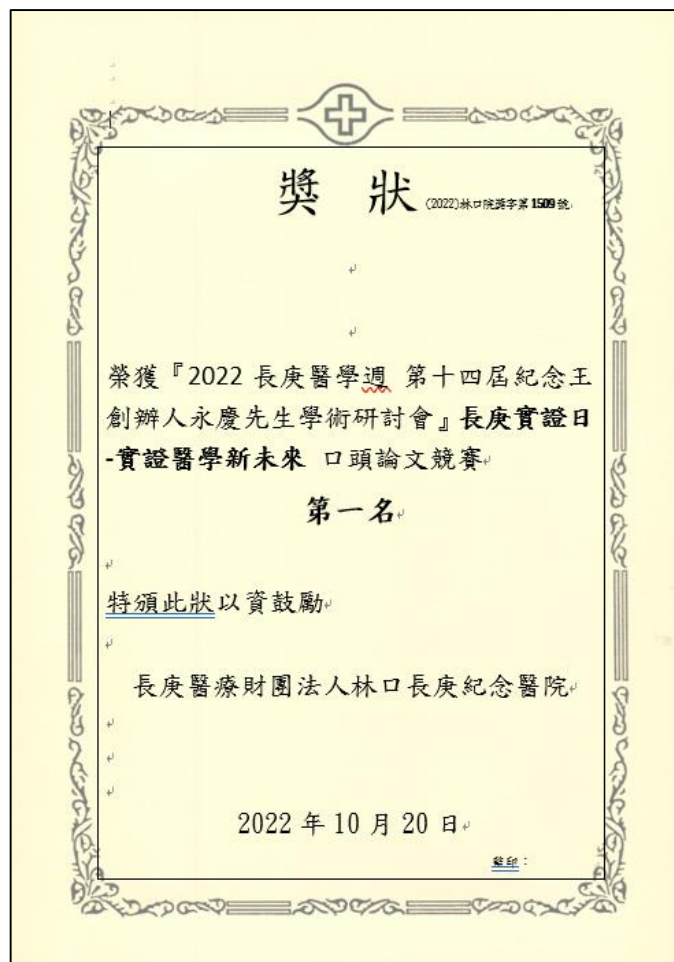 獎 狀 (2022)林口院獎字第1509號
榮獲『2022 長庚醫學週 第十四屆紀念王
創辦人永慶先生學術研討會』長庚實證日
-實證醫學新未來 口頭論文競賽
第一名
特頒此狀以資鼓勵
長庚醫療財團法人林口長庚紀念醫院
2022 年 10 月 20 日